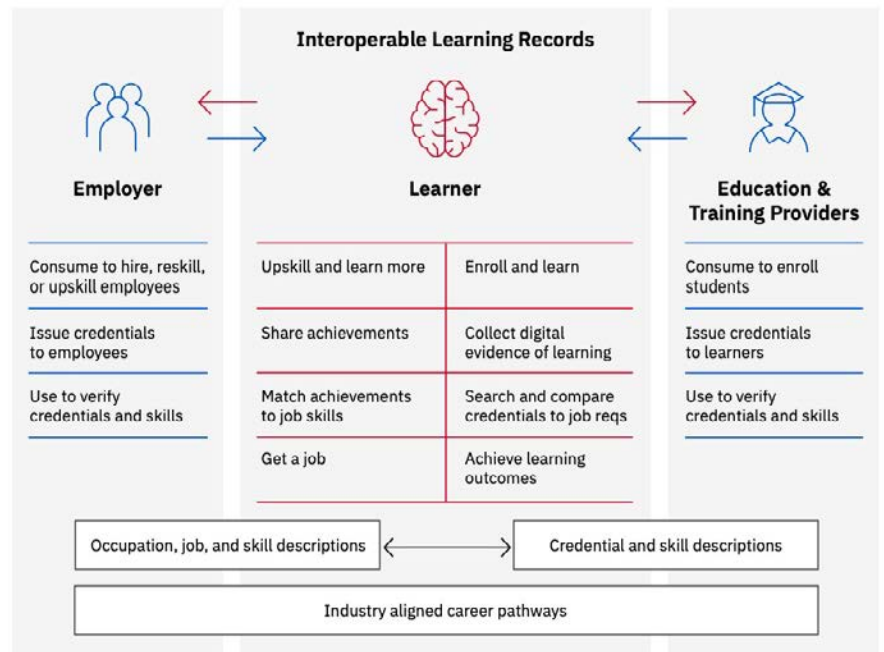 Interoperable Learning Records
Employer
Learner
Education &
Training Providers
Consume to hire, reskill,
or upskill employees
Issue credentials
to employees
Use to verify
credentials and skills
Upskill and learn more
Enroll and learn
Share achievements
Collect digital
evidence of learning
Match achievements
to job skills
Search and compare
credentials to job reqs
Get a job
Achieve learning
outcomes
Consume to enroll
students
Issue credentials
to learners
Use to verify
credentials and skills
Occupation, job, and skill descriptions
Credential and skill descriptions
Industry aligned career pathways